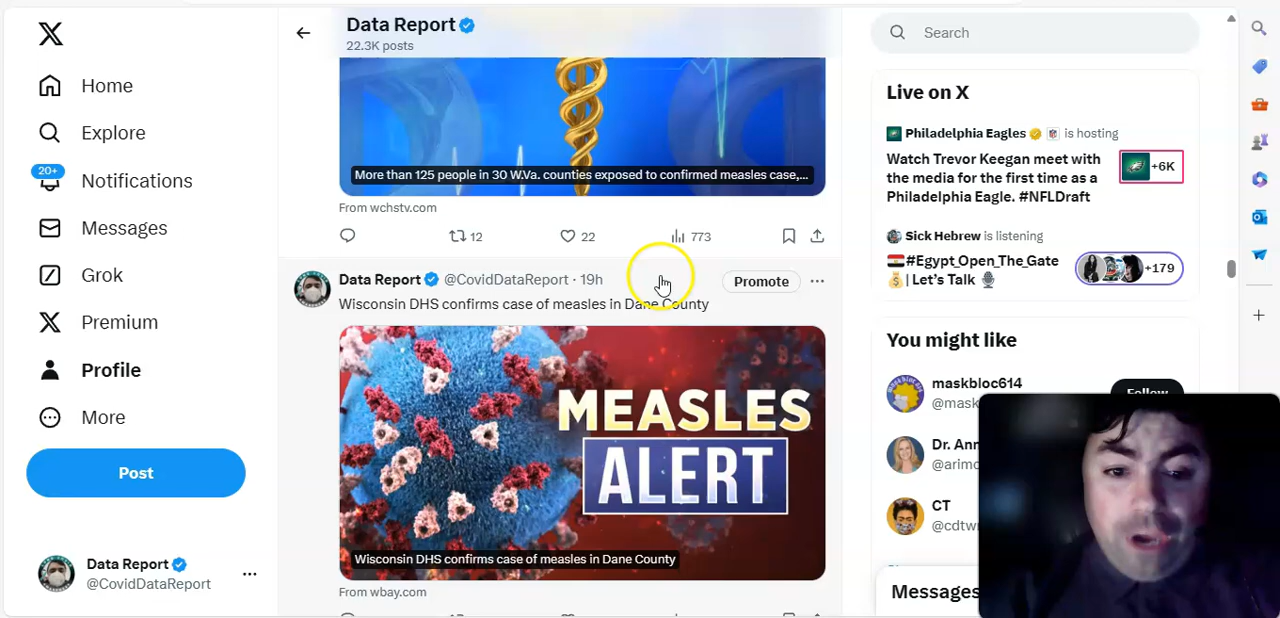 Home
Explore
20+
Notifications
Messages
Grok
Premium
Profile
More
Post
Data Report
@CovidDataReport
Data Report
22.3K posts
More than 125 people in 30 W.Va. counties exposed to confirmed measles case,...
From wchstv.com
12
22
773
Data Report @CovidDataReport · 19h
Promote
Wisconsin DHS confirms case of measles in Dane County
MEASLES
ALERT
Wisconsin DHS confirms case of measles in Dane County
From wbay.com
Search
Live on X
Philadelphia Eagles is hosting
Watch Trevor Keegan meet with
the media for the first time as a
Philadelphia Eagle. #NFLDraft
+6K
Sick Hebrew is listening
#Egypt_Open_The_Gate
| Let's Talk
+179
You might like
maskbloc614
@mask
Follow
Dr. Ann
@arimo
CT
@cdtw
Messages